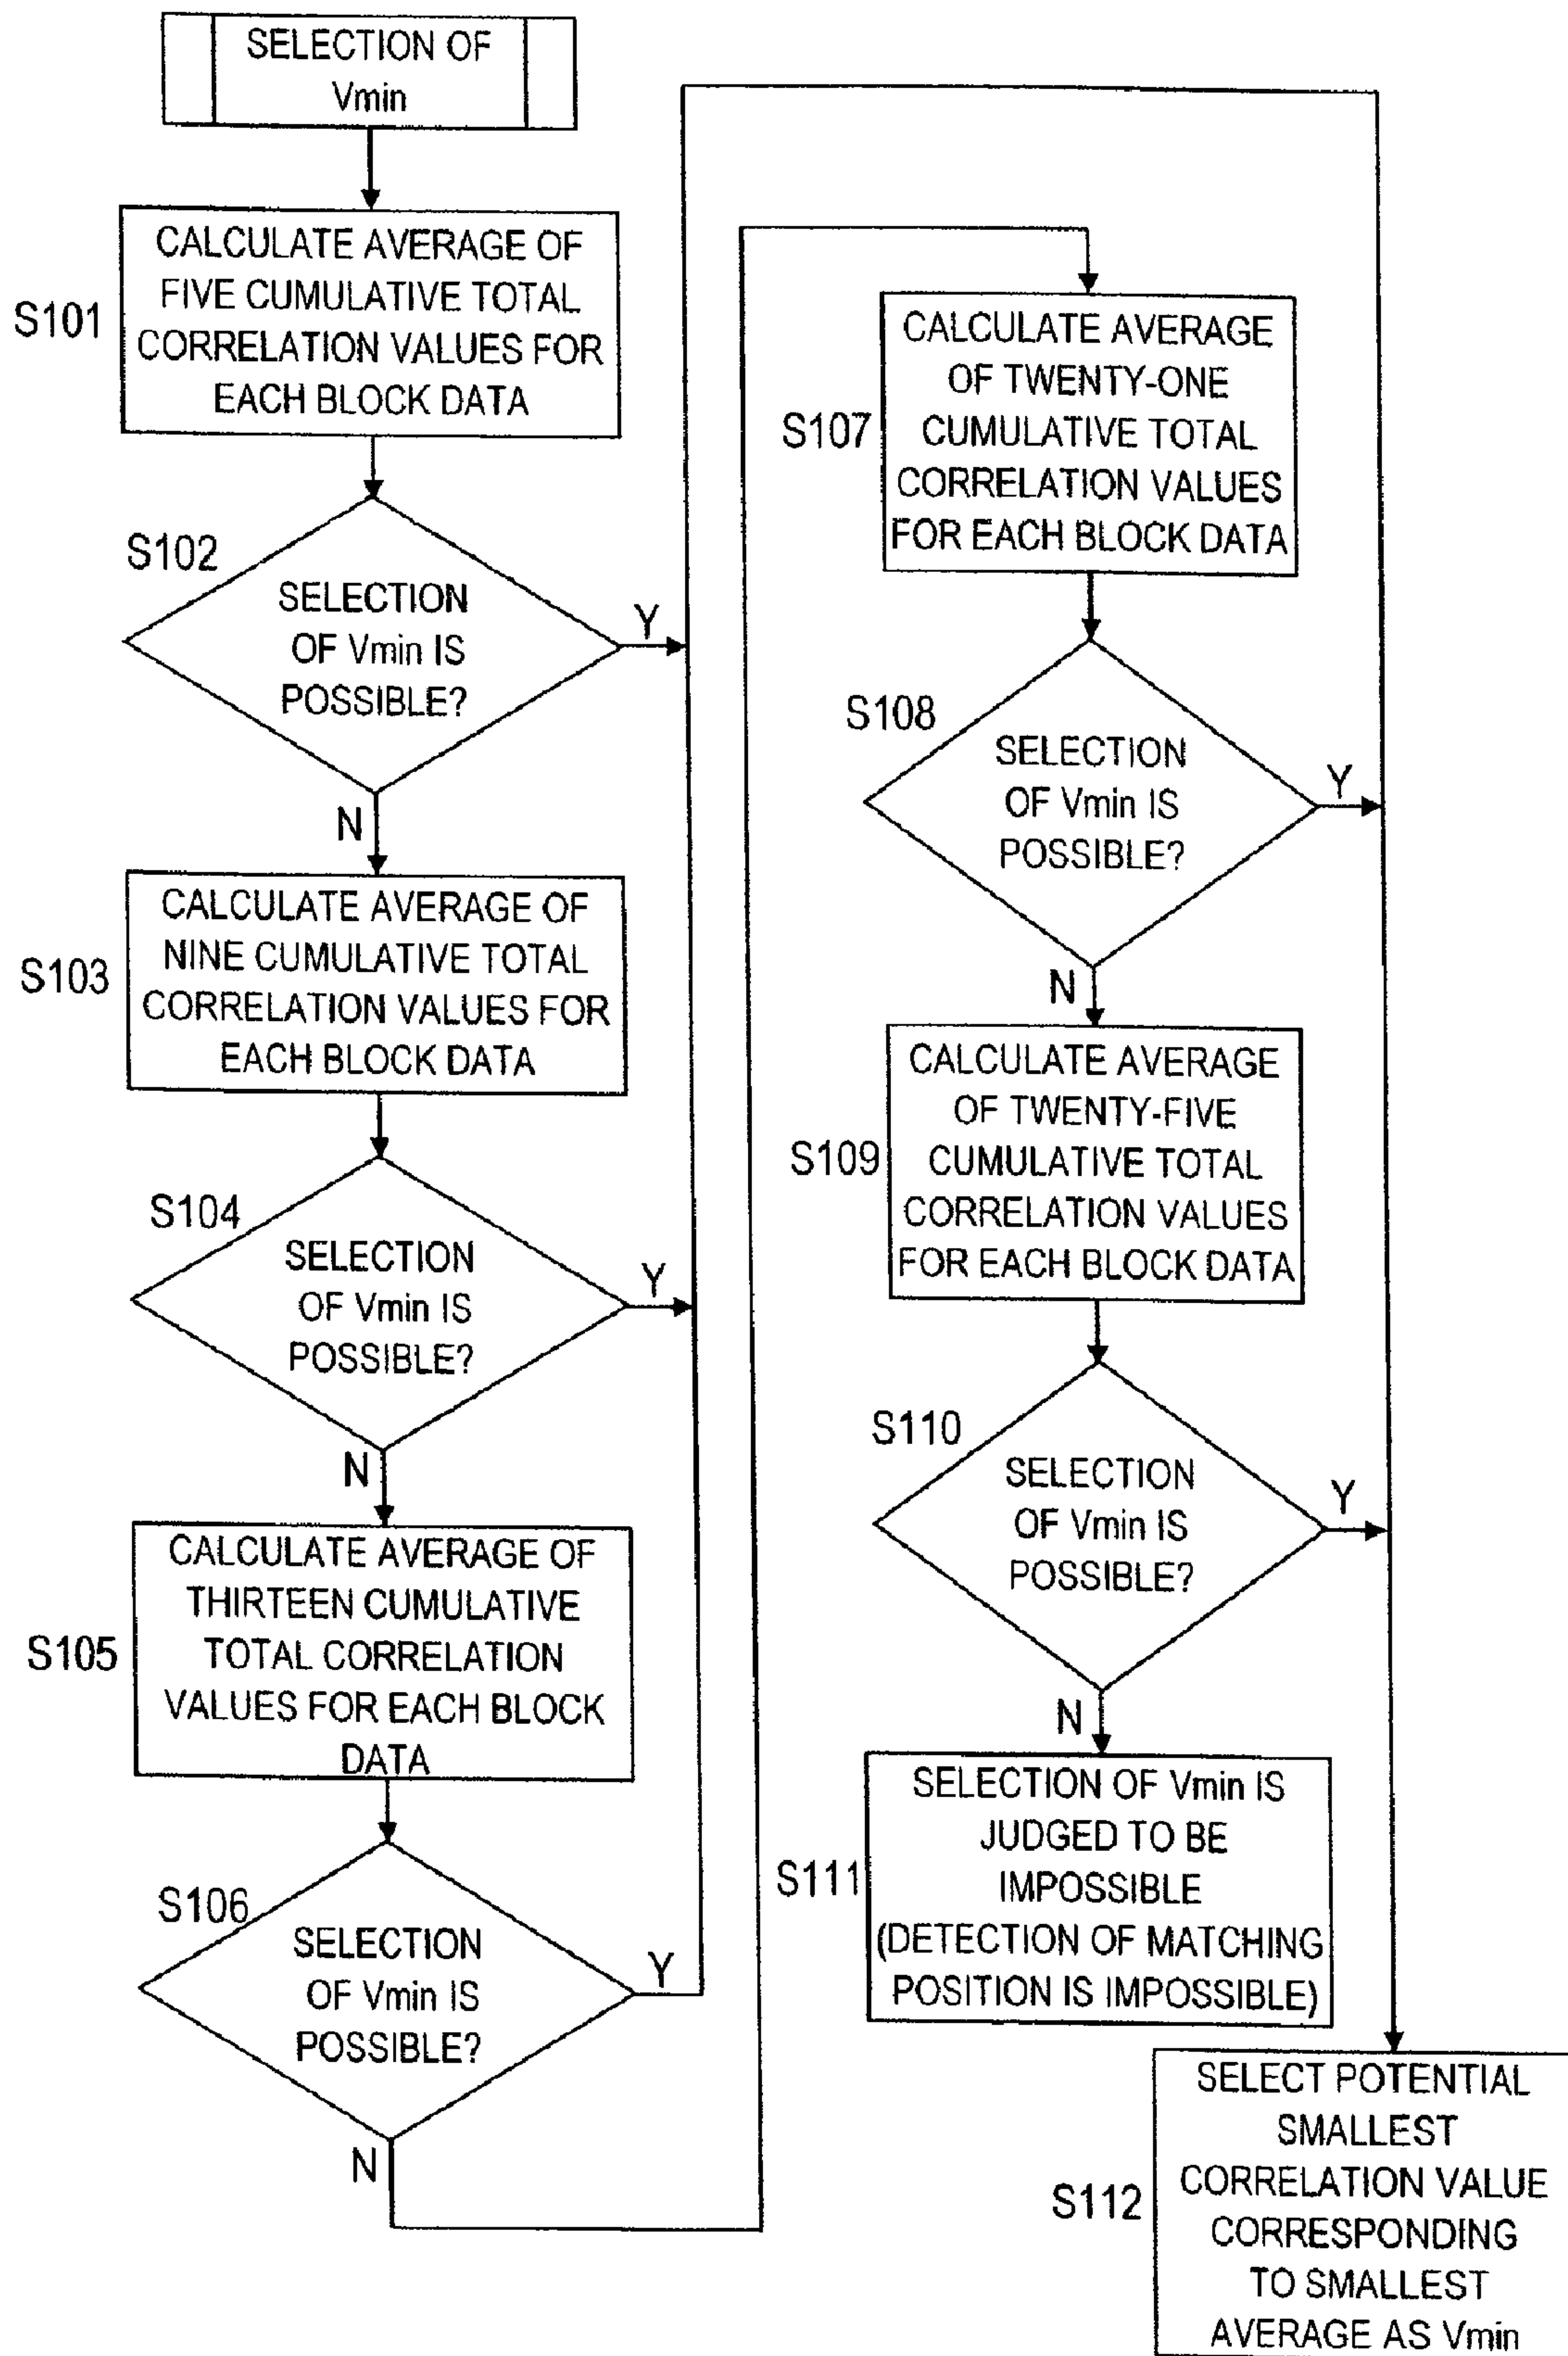 SELECTION OF
Vmin
S101
CALCULATE AVERAGE OF
FIVE CUMULATIVE TOTAL
CORRELATION VALUES FOR
EACH BLOCK DATA
S102
SELECTION
OF Vmin IS
POSSIBLE?
Y
N
S103
CALCULATE AVERAGE OF
NINE CUMULATIVE TOTAL
CORRELATION VALUES FOR
EACH BLOCK DATA
S104
SELECTION
OF Vmin IS
POSSIBLE?
Y
N
S105
CALCULATE AVERAGE OF
THIRTEEN CUMULATIVE
TOTAL CORRELATION
VALUES FOR EACH BLOCK
DATA
S106
SELECTION
OF Vmin IS
POSSIBLE?
Y
N
S107
CALCULATE AVERAGE
OF TWENTY-ONE
CUMULATIVE TOTAL
CORRELATION VALUES
FOR EACH BLOCK DATA
S108
SELECTION
OF Vmin IS
POSSIBLE?
Y
N
S109
CALCULATE AVERAGE
OF TWENTY-FIVE
CUMULATIVE TOTAL
CORRELATION VALUES
FOR EACH BLOCK DATA
S110
SELECTION
OF Vmin IS
POSSIBLE?
Y
N
S111
SELECTION OF Vmin IS
JUDGED TO BE
IMPOSSIBLE
(DETECTION OF MATCHING
POSITION IS IMPOSSIBLE)
S112
SELECT POTENTIAL
SMALLEST
CORRELATION VALUE
CORRESPONDING
TO SMALLEST
AVERAGE AS Vmin